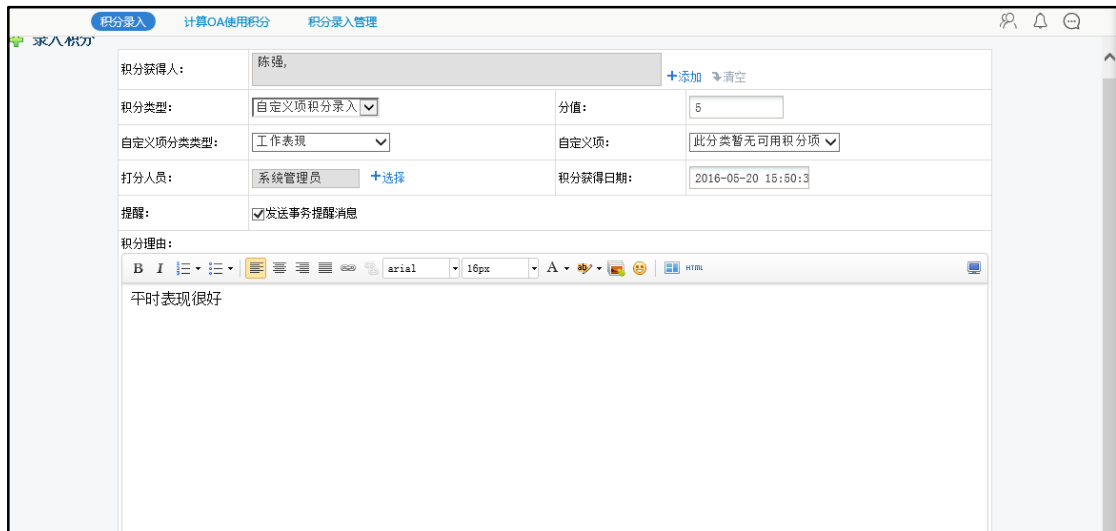 积分录入 计算OA使用积分 积分录入管理
录入积分
积分获得人： 陈强, 添加 清空
积分类型： 自定义项积分录入 分值： 5
自定义项分类类型： 工作表现 自定义项： 此分类暂无可用积分项
打分人员： 系统管理员 选择 积分获得日期： 2016-05-20 15:50:3
提醒： 发送事务提醒消息
积分理由：
B I arial 16px A ab HTML
平时表现很好